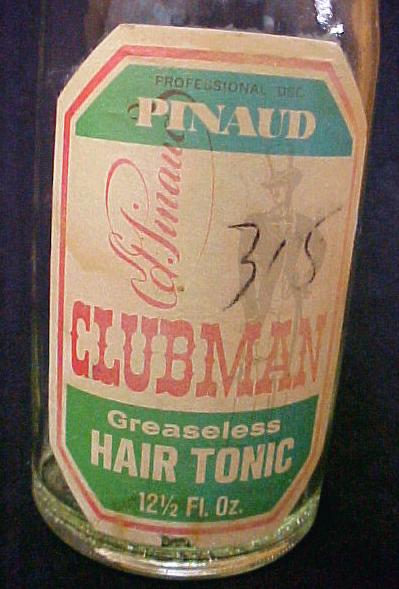 PROFESSIONAL USE
PINAUD
Ed. Pinaud
315
CLUBMAN
Greaseless
HAIR TONIC
12½ Fl. Oz.